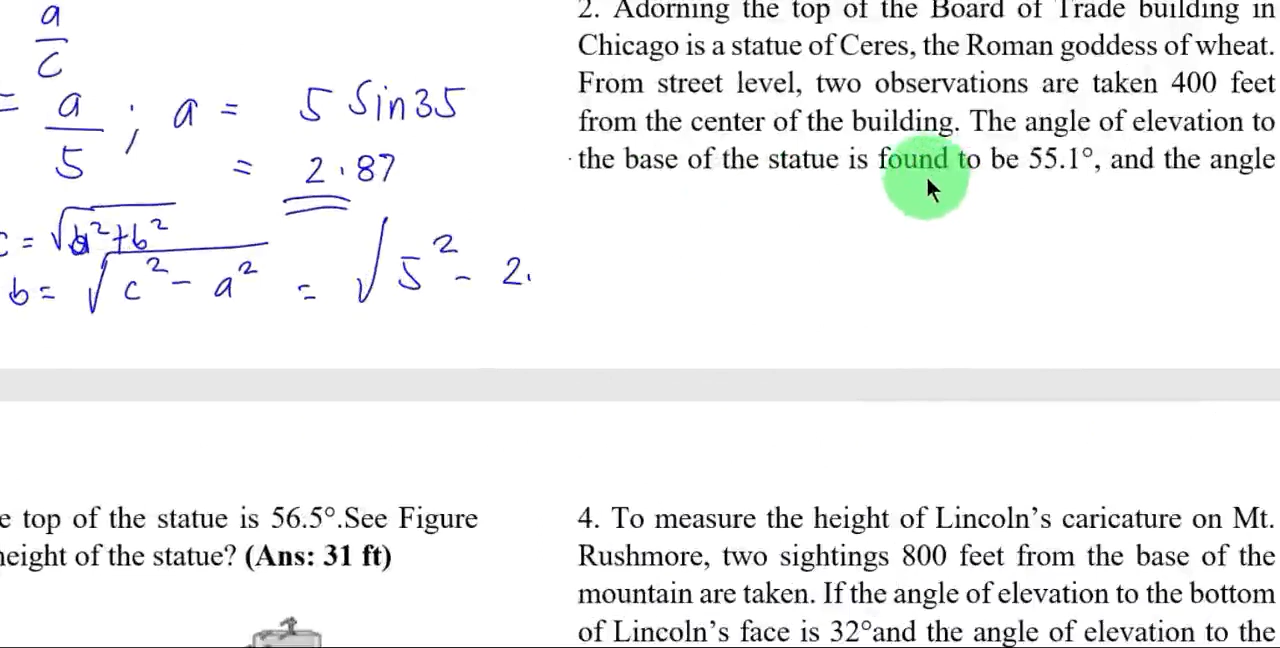 a
c
= a
5
; a = 5 Sin35
= 2.87
c = √a²+b²
b = √c² - a² = √5² - 2.
2. Adorning the top of the Board of Trade building in
Chicago is a statue of Ceres, the Roman goddess of wheat.
From street level, two observations are taken 400 feet
from the center of the building. The angle of elevation to
the base of the statue is found to be 55.1°, and the angle
e top of the statue is 56.5°.See Figure
height of the statue? (Ans: 31 ft)
4. To measure the height of Lincoln's caricature on Mt.
Rushmore, two sightings 800 feet from the base of the
mountain are taken. If the angle of elevation to the bottom
of Lincoln's face is 32°and the angle of elevation to the